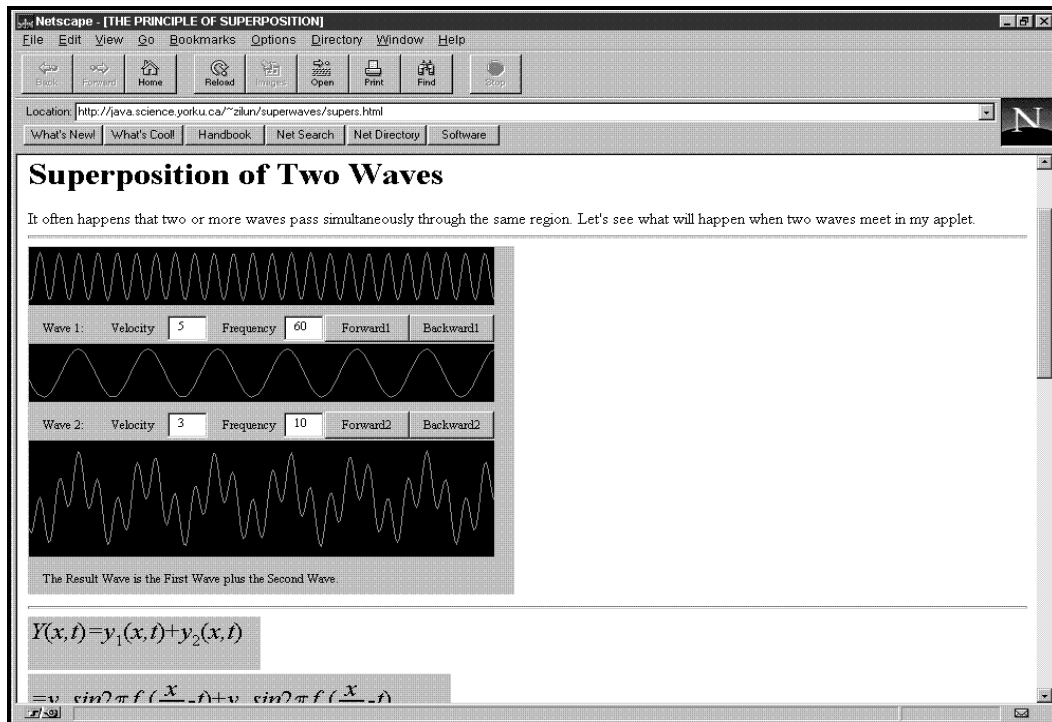 Netscape - [THE PRINCIPLE OF SUPERPOSITION]
File Edit View Go Bookmarks Options Directory Window Help
Back Forward Home Reload Images Open Print Find Stop
Location: http://java.science.yorku.ca/~zilun/superwaves/supers.html
N
What's New! What's Cool! Handbook Net Search Net Directory Software
Superposition of Two Waves
It often happens that two or more waves pass simultaneously through the same region. Let's see what will happen when two waves meet in my applet.
Wave 1: Velocity 5 Frequency 60 Forward1 Backward1
Wave 2: Velocity 3 Frequency 10 Forward2 Backward2
The Result Wave is the First Wave plus the Second Wave.
Y(x,t)=y₁(x,t)+y₂(x,t)